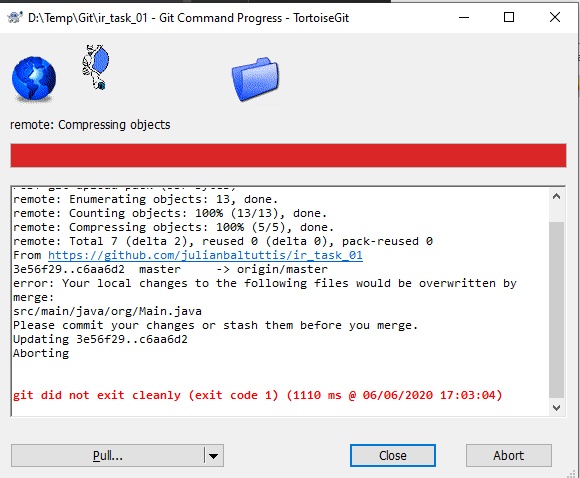 D:\Temp\Git\ir_task_01 - Git Command Progress - TortoiseGit
remote: Compressing objects
remote: Enumerating objects: 13, done.
remote: Counting objects: 100% (13/13), done.
remote: Compressing objects: 100% (5/5), done.
remote: Total 7 (delta 2), reused 0 (delta 0), pack-reused 0
From https://github.com/julianbaltuttis/ir_task_01
3e56f29..c6aa6d2  master     -> origin/master
error: Your local changes to the following files would be overwritten by
merge:
src/main/java/org/Main.java
Please commit your changes or stash them before you merge.
Updating 3e56f29..c6aa6d2
Aborting
git did not exit cleanly (exit code 1) (1110 ms @ 06/06/2020 17:03:04)
Pull...
Close
Abort